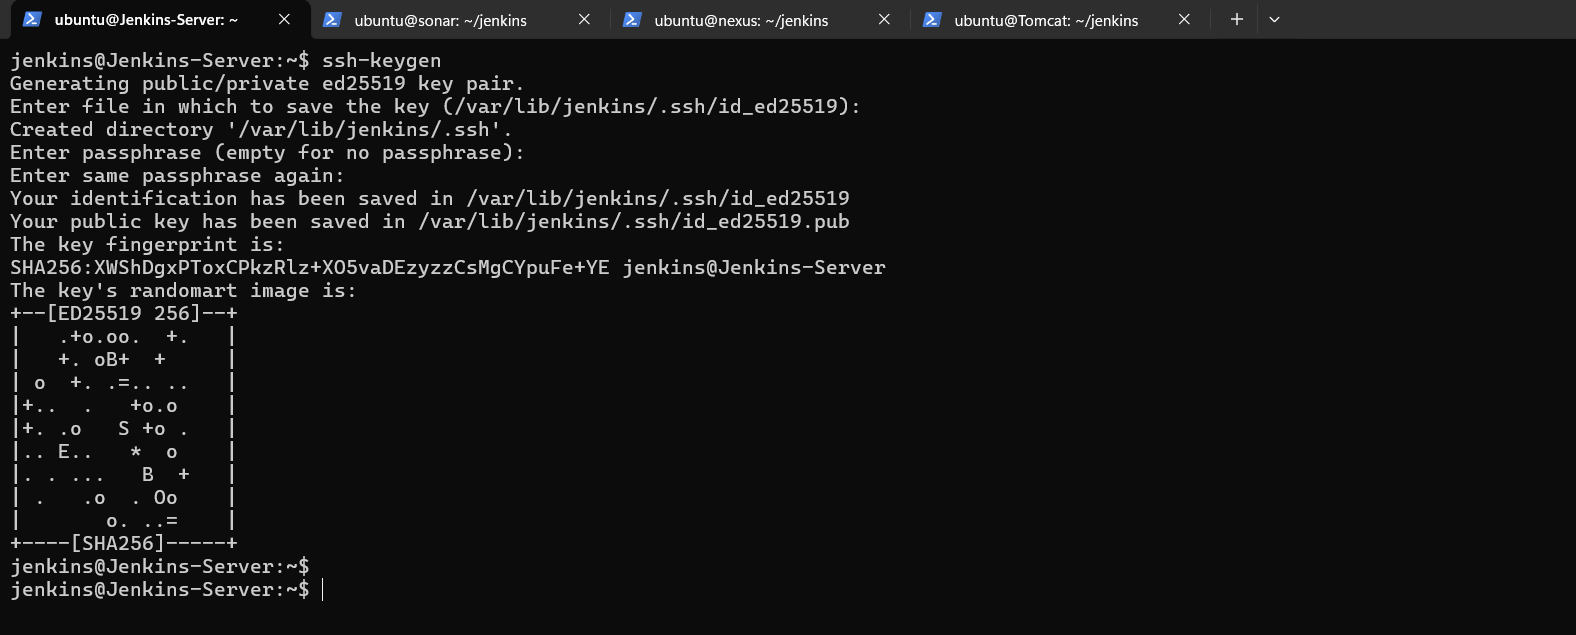 ubuntu@Jenkins-Server: ~ ubuntu@sonar: ~/jenkins ubuntu@nexus: ~/jenkins ubuntu@Tomcat: ~/jenkins
jenkins@Jenkins-Server:~$ ssh-keygen
Generating public/private ed25519 key pair.
Enter file in which to save the key (/var/lib/jenkins/.ssh/id_ed25519):
Created directory '/var/lib/jenkins/.ssh'.
Enter passphrase (empty for no passphrase):
Enter same passphrase again:
Your identification has been saved in /var/lib/jenkins/.ssh/id_ed25519
Your public key has been saved in /var/lib/jenkins/.ssh/id_ed25519.pub
The key fingerprint is:
SHA256:XWShDgxPToxCPkzRlz+XO5vaDEzyzzCsMgCYpuFe+YE jenkins@Jenkins-Server
The key's randomart image is:
+--[ED25519 256]--+
|   .+o.oo.  +.   |
|   +. oB+  +     |
| o  +. .=.. ..   |
|+..  .   +o.o    |
|+. .o   S +o .   |
|.. E..   *  o    |
|. . ...   B  +   |
| .   .o  . Oo    |
|       o. ..=    |
+----[SHA256]-----+
jenkins@Jenkins-Server:~$
jenkins@Jenkins-Server:~$